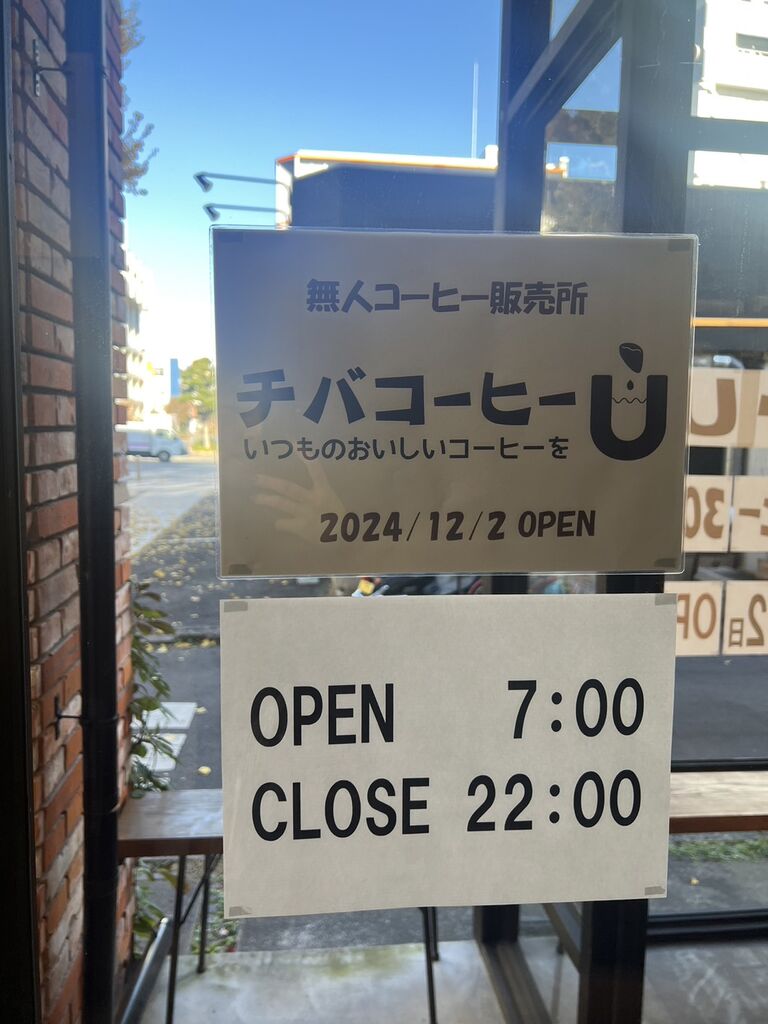 無人コーヒー販売所
チバコーヒー
いつものおいしいコーヒーを
2024/12/2 OPEN
OPEN 7:00
CLOSE 22:00